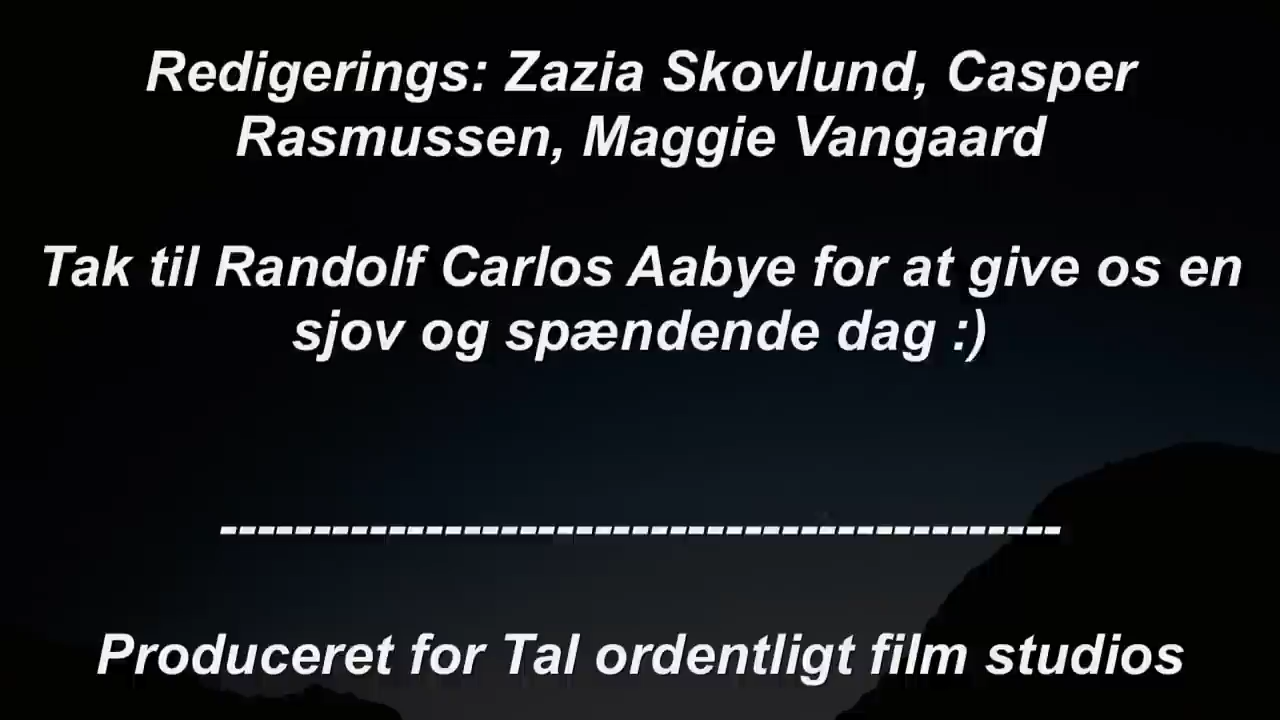 Redigerings: Zazia Skovlund, Casper
Rasmussen, Maggie Vangaard
Tak til Randolf Carlos Aabye for at give os en
sjov og spændende dag :)
---------------------------------------------
Produceret for Tal ordentligt film studios